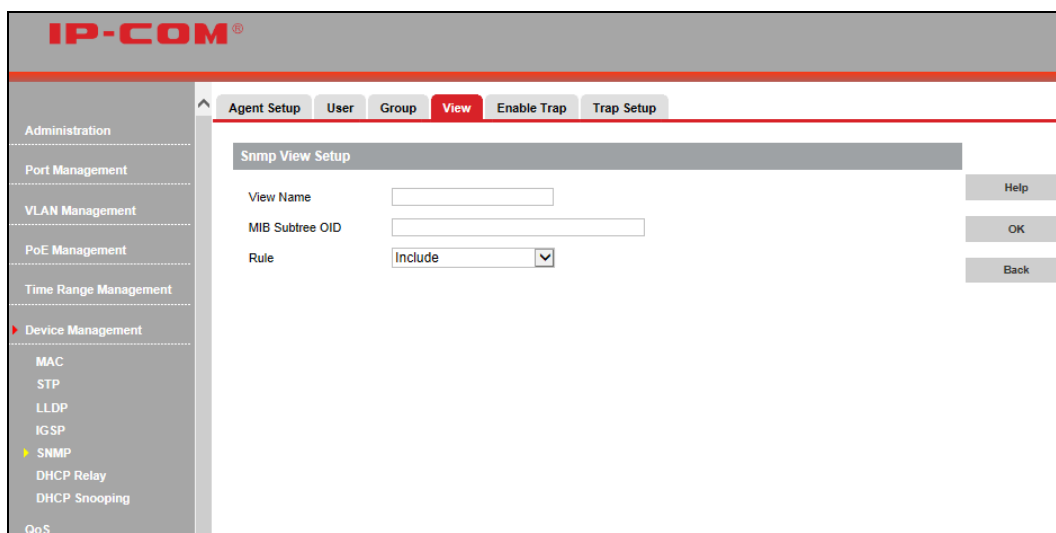 IP-COM®
Agent Setup User Group View Enable Trap Trap Setup
Administration
Port Management
VLAN Management
PoE Management
Time Range Management
Device Management
MAC
STP
LLDP
IGSP
SNMP
DHCP Relay
DHCP Snooping
QoS
Snmp View Setup
View Name
MIB Subtree OID
Rule Include
Help
OK
Back